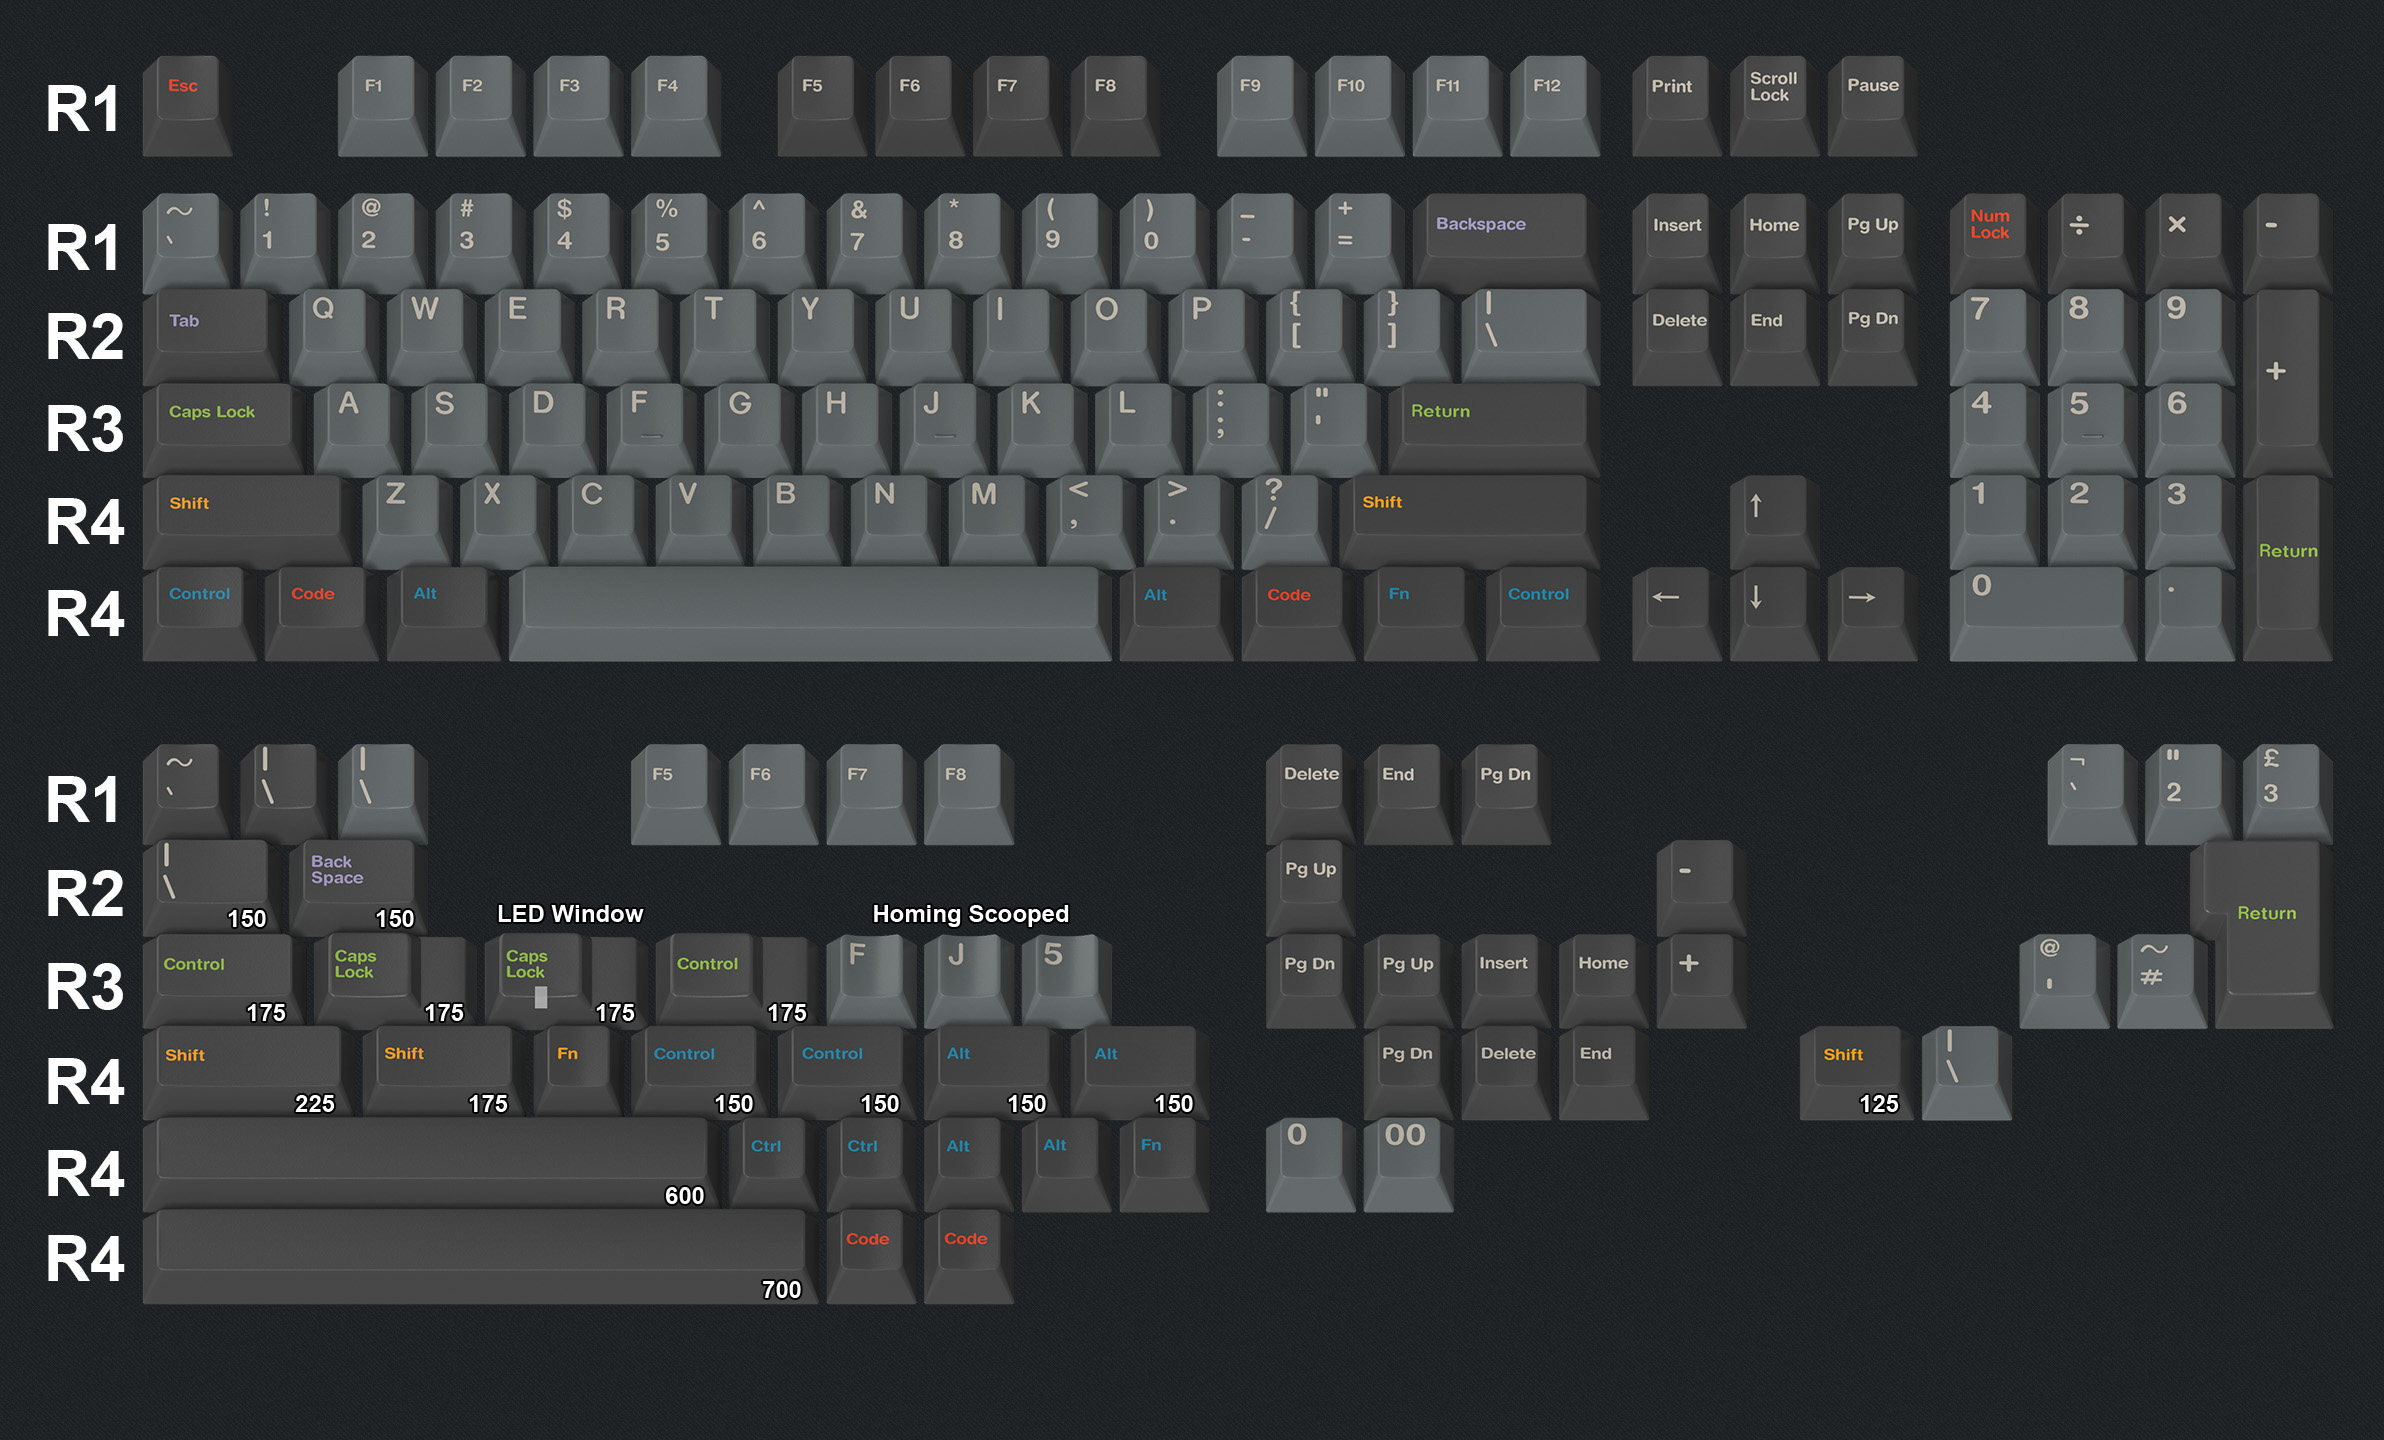 R1 Esc F1 F2 F3 F4 F5 F6 F7 F8 F9 F10 F11 F12 Print Scroll Lock Pause
R1 ~ ` ! 1 @ 2 # 3 $ 4 % 5 ^ 6 & 7 * 8 ( 9 ) 0 _ - + = Backspace Insert Home Pg Up Num Lock ÷ × -
R2 Tab Q W E R T Y U I O P { [ } ] | \ Delete End Pg Dn 7 8 9 +
R3 Caps Lock A S D F G H J K L : ; " ' Return 4 5 6
R4 Shift Z X C V B N M < , > . ? / Shift ↑ 1 2 3 Return
R4 Control Code Alt Alt Code Fn Control ← ↓ → 0 .
R1 ~ ` | \ | \ F5 F6 F7 F8 Delete End Pg Dn ¬ ` " 2 £ 3
R2 | \ 150 Back Space 150 Pg Up - Return
LED Window Homing Scooped
R3 Control 175 Caps Lock 175 Caps Lock 175 Control 175 F J 5 Pg Dn Pg Up Insert Home + @ ' ~ #
R4 Shift 225 Shift 175 Fn Control 150 Control 150 Alt 150 Alt 150 Pg Dn Delete End Shift 125 | \
R4 600 Ctrl Ctrl Alt Alt Fn 0 00
R4 700 Code Code